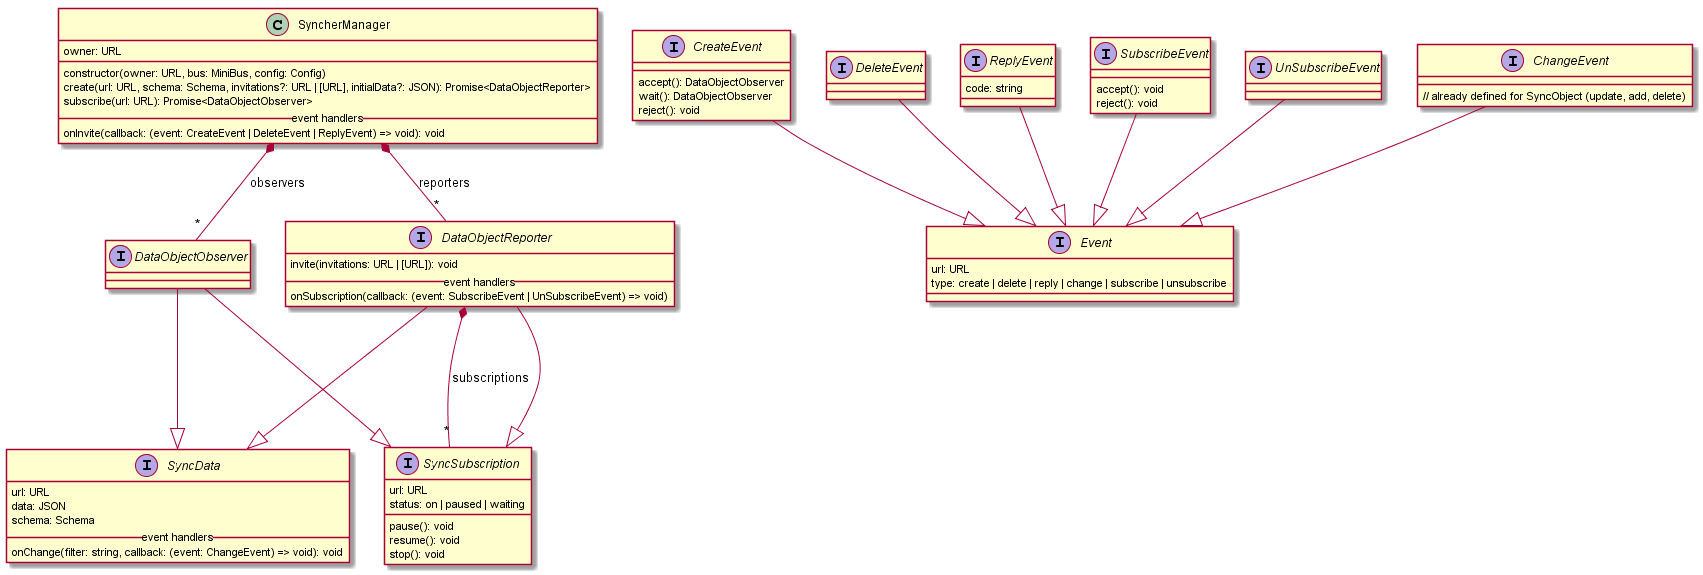 C SyncherManager
owner: URL
constructor(owner: URL, bus: MiniBus, config: Config)
create(url: URL, schema: Schema, invitations?: URL | [URL], initialData?: JSON): Promise<DataObjectReporter>
subscribe(url: URL): Promise<DataObjectObserver>
event handlers
onInvite(callback: (event: CreateEvent | DeleteEvent | ReplyEvent) => void): void
observers
*
reporters
*
I DataObjectObserver
I DataObjectReporter
invite(invitations: URL | [URL]): void
event handlers
onSubscription(callback: (event: SubscribeEvent | UnSubscribeEvent) => void)
subscriptions
*
I SyncData
url: URL
data: JSON
schema: Schema
event handlers
onChange(filter: string, callback: (event: ChangeEvent) => void): void
I SyncSubscription
url: URL
status: on | paused | waiting
pause(): void
resume(): void
stop(): void
I CreateEvent
accept(): DataObjectObserver
wait(): DataObjectObserver
reject(): void
I DeleteEvent
I ReplyEvent
code: string
I SubscribeEvent
accept(): void
reject(): void
I UnSubscribeEvent
I ChangeEvent
// already defined for SyncObject (update, add, delete)
I Event
url: URL
type: create | delete | reply | change | subscribe | unsubscribe